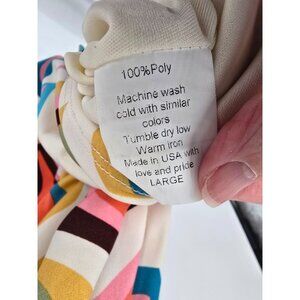 100%Poly
Machine wash
cold with similar
colors
Tumble dry low
Warm iron
Made in USA with
love and pride
LARGE